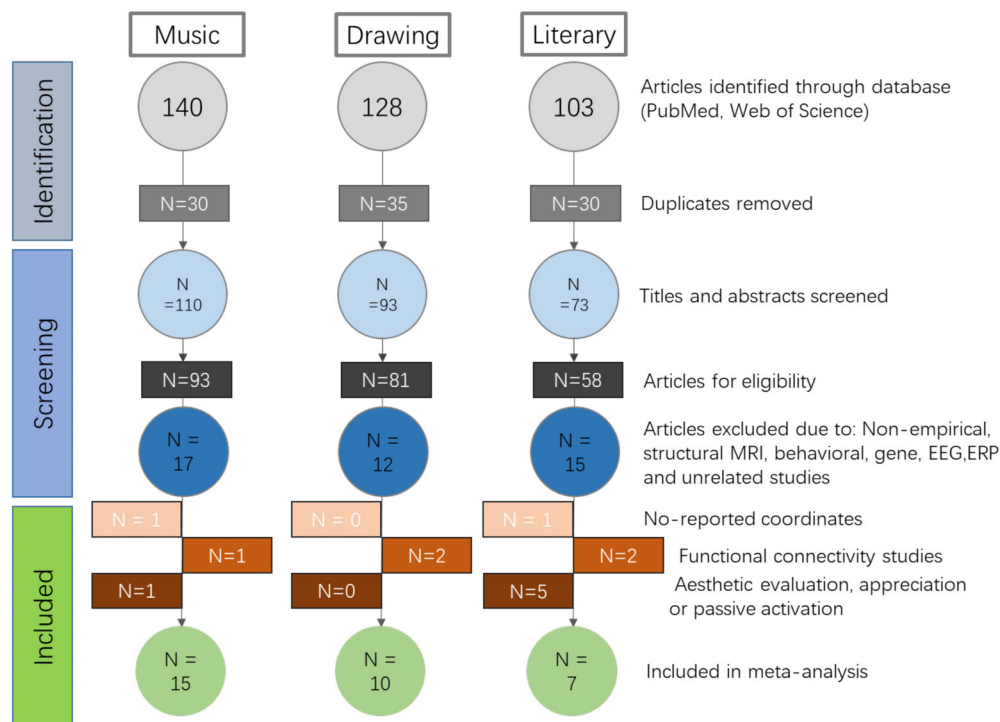 Music
Drawing
Literary
Identification
140
128
103
Articles identified through database
(PubMed, Web of Science)
N=30
N=35
N=30
Duplicates removed
Screening
N
=110
N
=93
N
=73
Titles and abstracts screened
N=93
N=81
N=58
Articles for eligibility
N =
17
N =
12
N =
15
Articles excluded due to: Non-empirical,
structural MRI, behavioral, gene, EEG,ERP
and unrelated studies
Included
N = 1
N = 0
N = 1
No-reported coordinates
N=1
N=2
N=2
Functional connectivity studies
N=1
N=0
N=5
Aesthetic evaluation, appreciation
or passive activation
N =
15
N =
10
N =
7
Included in meta-analysis